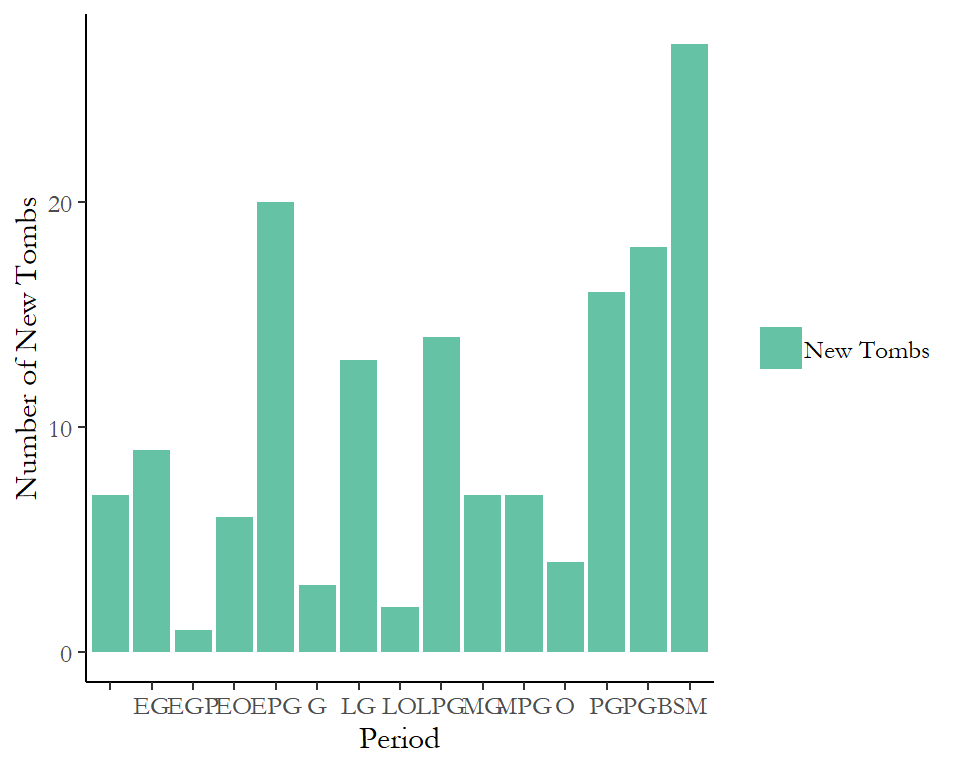 Number of New Tombs
20
10
0
EG EGP EO EPG G LG LO LPG MG MPG O PG PGB SM
Period
New Tombs